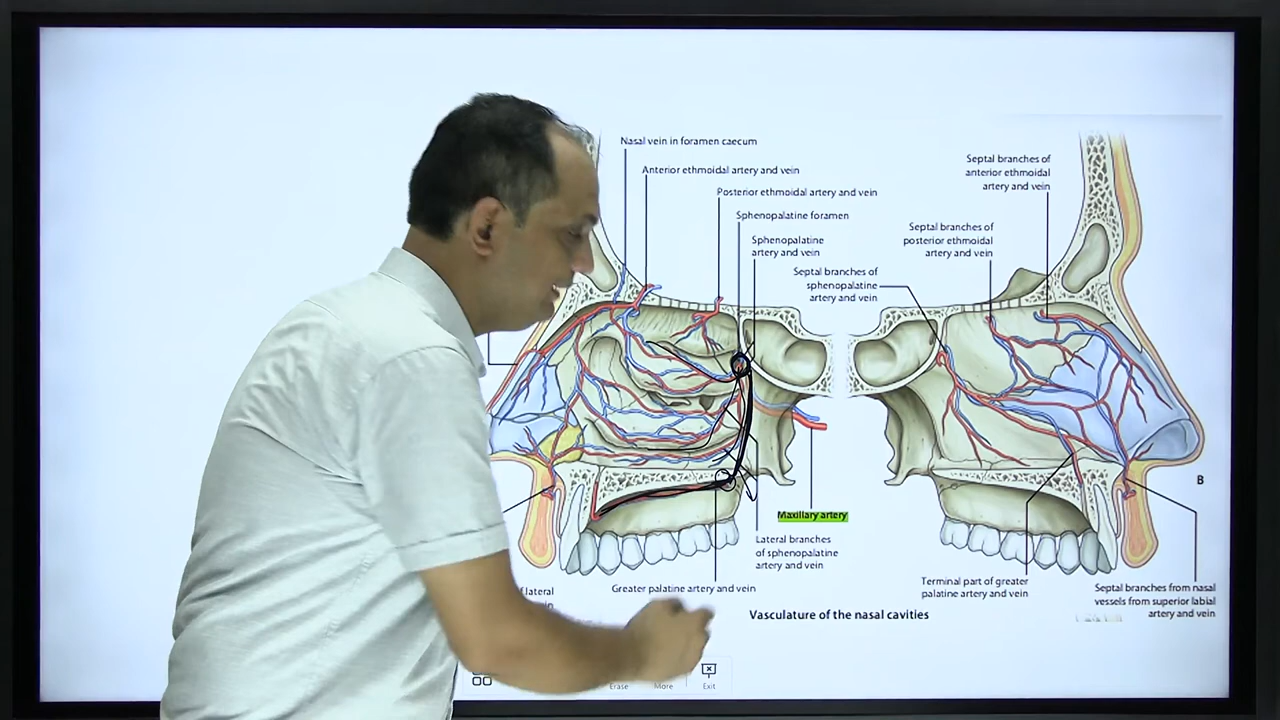 Nasal vein in foramen caecum
Anterior ethmoidal artery and vein
Posterior ethmoidal artery and vein
Sphenopalatine foramen
Sphenopalatine
artery and vein
Septal branches of
sphenopalatine
artery and vein
Septal branches of
posterior ethmoidal
artery and vein
Septal branches of
anterior ethmoidal
artery and vein
B
Maxillary artery
Lateral branches
of sphenopalatine
artery and vein
Greater palatine artery and vein
lateral
Terminal part of greater
palatine artery and vein
Septal branches from nasal
vessels from superior labial
artery and vein
Vasculature of the nasal cavities
Erase
More
Exit